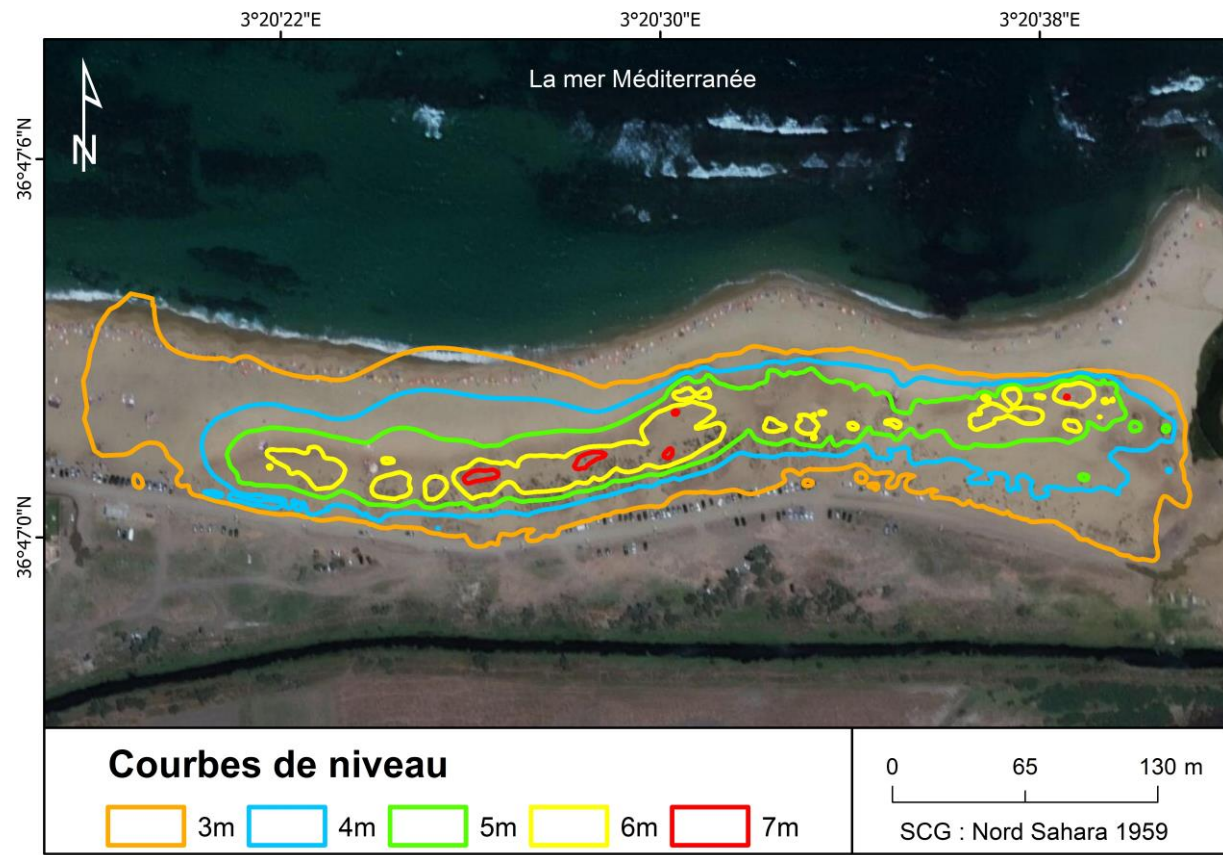 3°20'22"E
3°20'30"E
3°20'38"E
La mer Méditerranée
N
36°47'6"N
36°47'0"N
Courbes de niveau
3m
4m
5m
6m
7m
0
65
130 m
SCG : Nord Sahara 1959